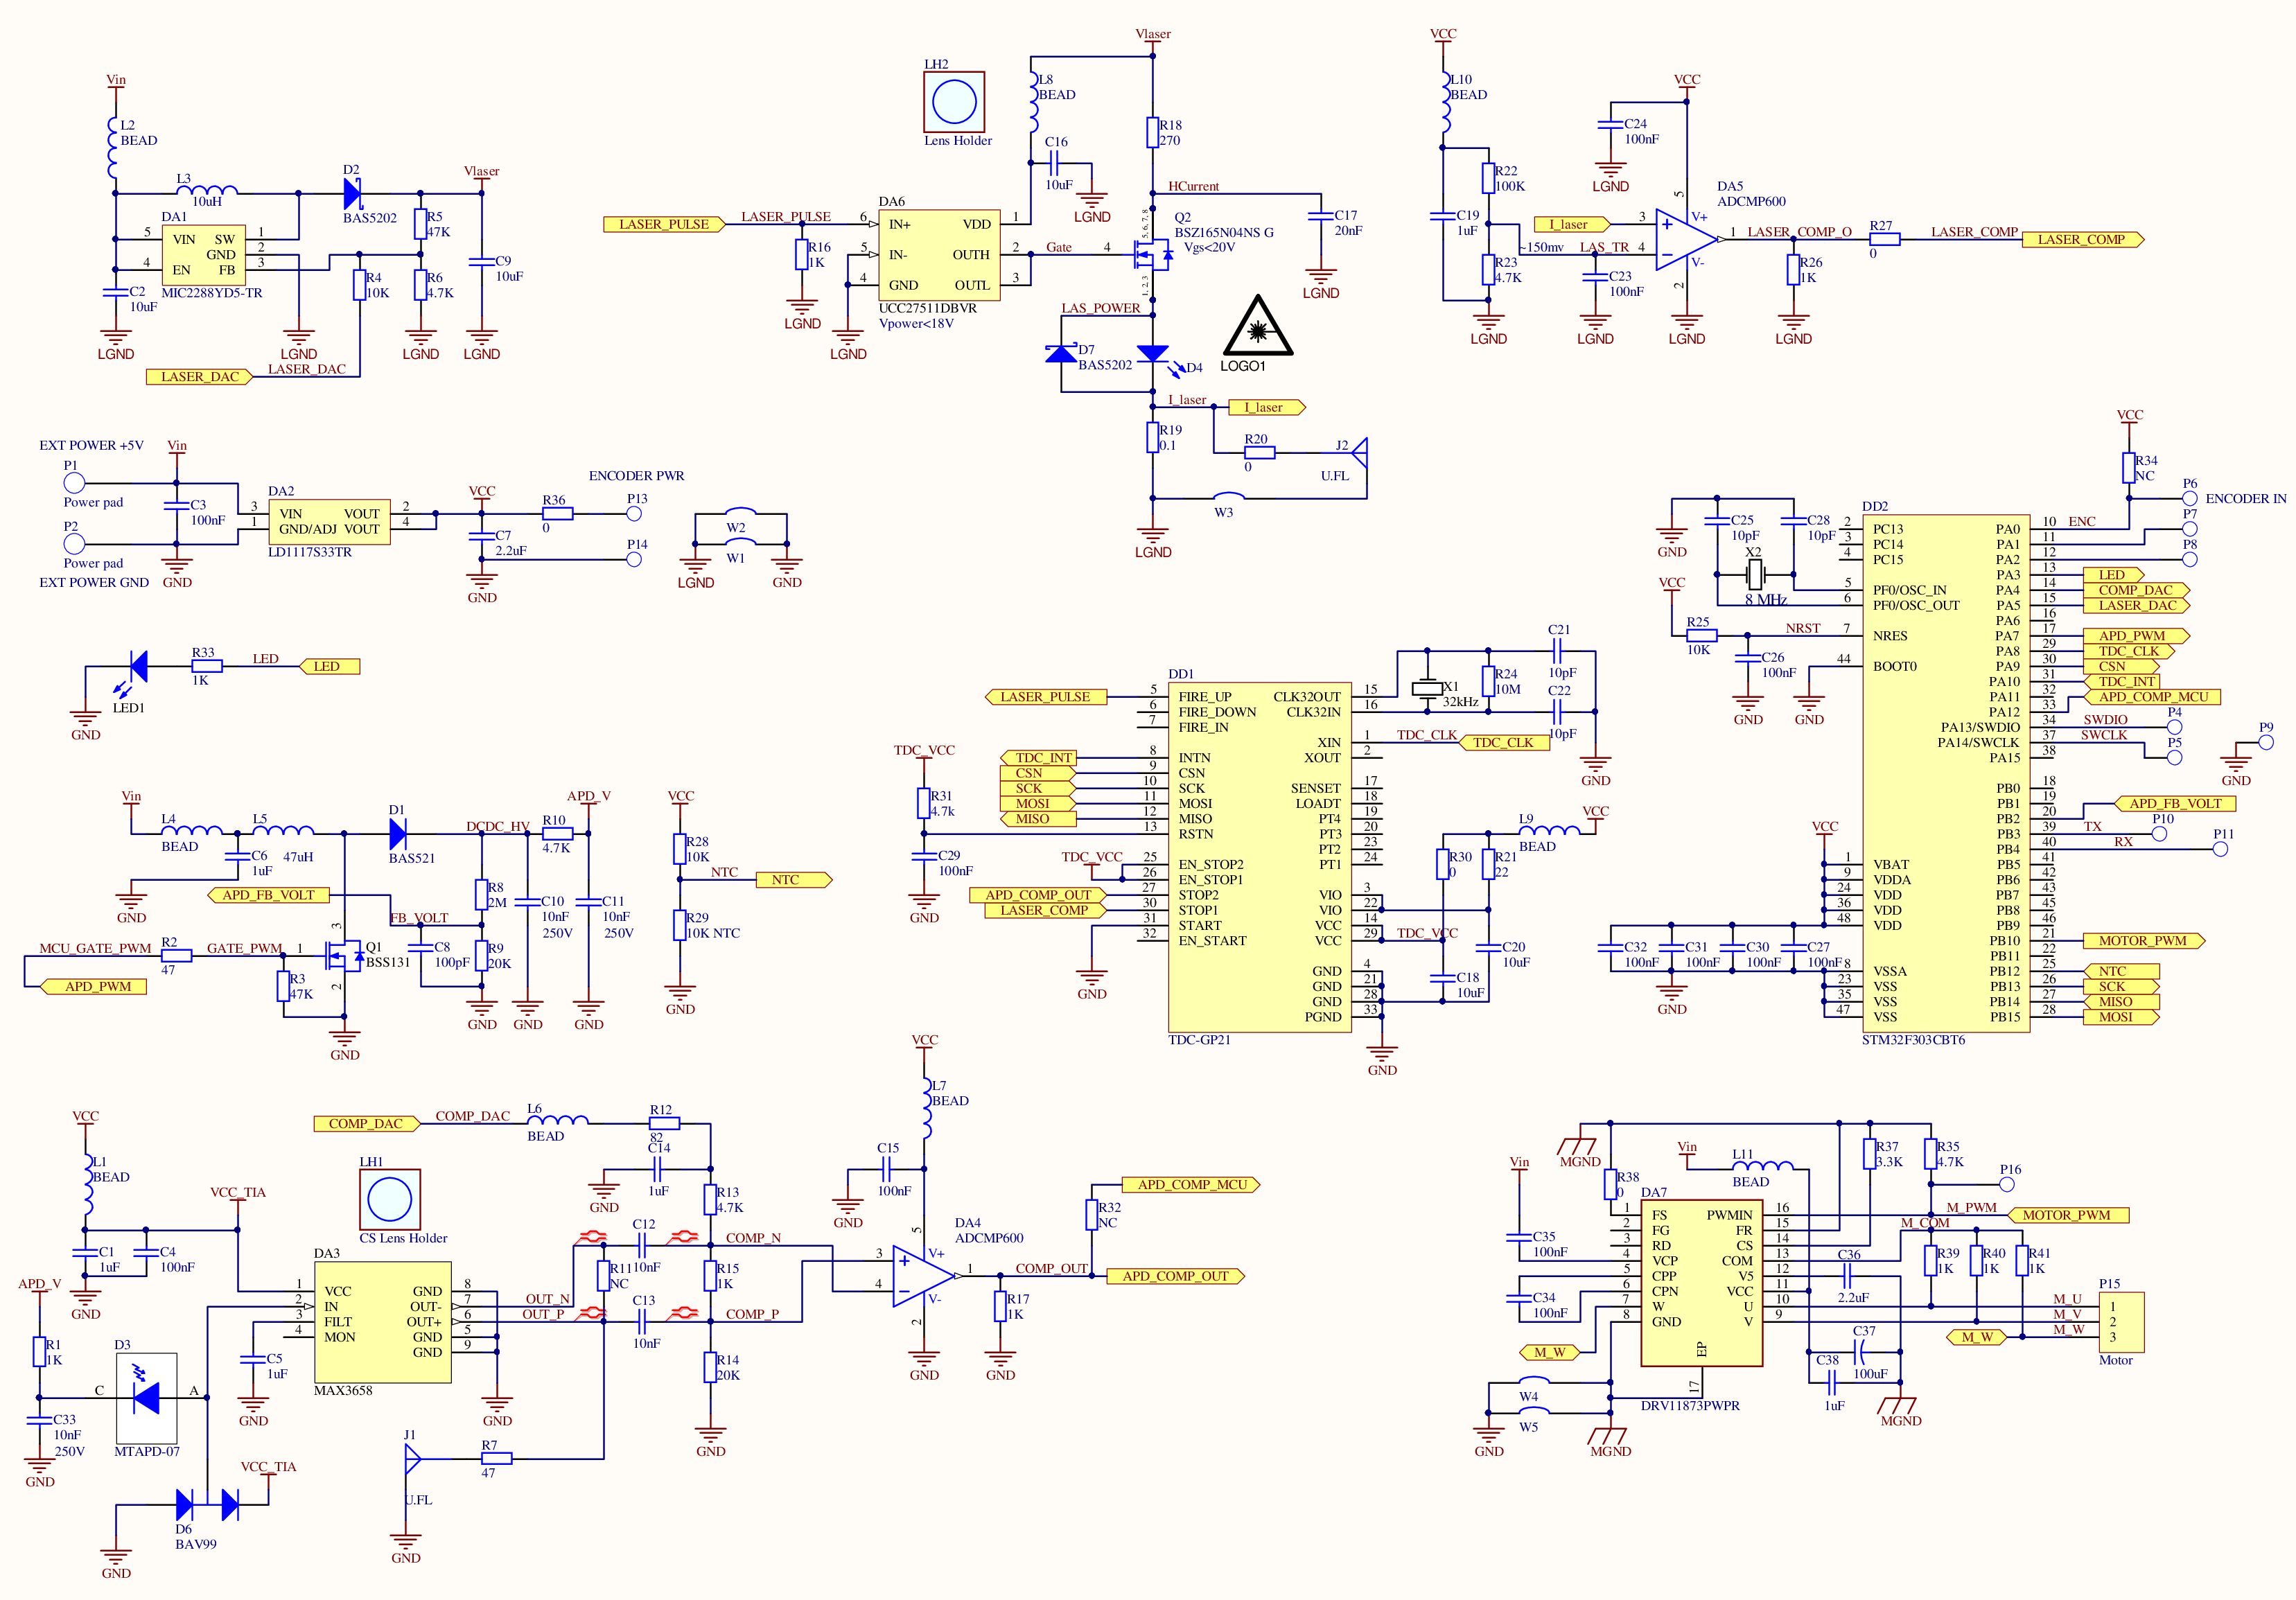 Vin
L2
BEAD
L3
10uH
D2
BAS5202
Vlaser
DA1
5 VIN SW 1
GND 2
4 EN FB 3
MIC2288YD5-TR
C2
10uF
R5
47K
R4
10K
R6
4.7K
C9
10uF
LGND
LGND
LGND
LGND
LASER_DAC
LASER_DAC
LH2
Lens Holder
Vlaser
L8
BEAD
R18
270
C16
10uF
LGND
HCurrent
C17
20nF
LGND
DA6
LASER_PULSE
LASER_PULSE
6 IN+ VDD 1
5 IN- OUTH 2
4 GND OUTL 3
UCC27511DBVR
Vpower<18V
R16
1K
LGND
LGND
Gate
4
5, 6, 7, 8
1, 2, 3
Q2
BSZ165N04NS G
Vgs<20V
LAS_POWER
D7
BAS5202
D4
LOGO1
I_laser
I_laser
R19
0.1
R20
0
J2
U.FL
W3
LGND
VCC
L10
BEAD
R22
100K
C19
1uF
R23
4.7K
LGND
VCC
C24
100nF
LGND
DA5
ADCMP600
I_laser
~150mv
LAS_TR
C23
100nF
LGND
3
4
5
V+
V-
2
1
LGND
LASER_COMP_O
R27
0
LASER_COMP
LASER_COMP
R26
1K
LGND
EXT POWER +5V
P1
Power pad
P2
Power pad
EXT POWER GND
Vin
C3
100nF
GND
DA2
3 VIN VOUT 2
1 GND/ADJ VOUT 4
LD1117S33TR
VCC
C7
2.2uF
GND
R36
0
ENCODER PWR
P13
P14
W2
W1
LGND
GND
R33
1K
LED
LED
LED1
GND
Vin
L4
BEAD
L5
47uH
C6
1uF
GND
D1
BAS521
DCDC_HV
R10
4.7K
APD_V
APD_FB_VOLT
FB_VOLT
R8
2M
C10
10nF
250V
C11
10nF
250V
MCU_GATE_PWM
R2
47
GATE_PWM
1
3
2
Q1
BSS131
R3
47K
C8
100pF
R9
20K
APD_PWM
GND
GND
GND
GND
VCC
R28
10K
NTC
NTC
R29
10K NTC
GND
TDC_VCC
R31
4.7k
C29
100nF
GND
TDC_VCC
GND
DD1
LASER_PULSE
TDC_INT
CSN
SCK
MOSI
MISO
APD_COMP_OUT
LASER_COMP
5 FIRE_UP CLK32OUT 15
6 FIRE_DOWN CLK32IN 16
7 FIRE_IN
XIN 1
8 INTN XOUT 2
9 CSN
10 SCK SENSET 17
11 MOSI LOADT 18
12 MISO PT4 19
13 RSTN PT3 20
PT2 23
25 EN_STOP2 PT1 24
26 EN_STOP1
27 STOP2 VIO 3
30 STOP1 VIO 22
31 START VCC 14
32 EN_START VCC 29
GND 4
GND 21
GND 28
PGND 33
TDC-GP21
X1
32kHz
R24
10M
C21
10pF
C22
10pF
GND
TDC_CLK
TDC_CLK
L9
BEAD
VCC
R30
0
R21
22
TDC_VCC
C18
10uF
C20
10uF
GND
VCC
R34
NC
P6
ENCODER IN
P7
P8
C25
10pF
C28
10pF
X2
8 MHz
GND
VCC
R25
10K
NRST
C26
100nF
GND
GND
DD2
2 PC13 PA0 10 ENC
3 PC14 PA1 11
4 PC15 PA2 12
PA3 13 LED
5 PF0/OSC_IN PA4 14 COMP_DAC
6 PF0/OSC_OUT PA5 15 LASER_DAC
PA6 16
7 NRES PA7 17 APD_PWM
PA8 29 TDC_CLK
44 BOOT0 PA9 30 CSN
PA10 31 TDC_INT
PA11 32 APD_COMP_MCU
PA12 33
PA13/SWDIO 34 SWDIO P4
PA14/SWCLK 37 SWCLK P5
PA15 38
P9
GND
PB0 18
PB1 19 APD_FB_VOLT
PB2 20
PB3 39 TX P10
PB4 40 RX P11
1 VBAT PB5 41
9 VDDA PB6 42
24 VDD PB7 43
36 VDD PB8 45
48 VDD PB9 46
PB10 21 MOTOR_PWM
PB11 22
8 VSSA PB12 25 NTC
23 VSS PB13 26 SCK
35 VSS PB14 27 MISO
47 VSS PB15 28 MOSI
STM32F303CBT6
VCC
C32
100nF
C31
100nF
C30
100nF
C27
100nF
GND
VCC
L1
BEAD
C1
1uF
C4
100nF
GND
VCC_TIA
APD_V
R1
1K
C33
10nF
250V
GND
D3
C
A
MTAPD-07
D6
BAV99
VCC_TIA
GND
LH1
CS Lens Holder
DA3
1 VCC GND 8
2 IN OUT- 7
3 FILT OUT+ 6
4 MON GND 5
GND 9
MAX3658
C5
1uF
GND
GND
COMP_DAC
COMP_DAC
L6
BEAD
R12
82
C14
1uF
GND
R13
4.7K
OUT_N
OUT_P
R11
NC
C12
10nF
C13
10nF
R15
1K
R14
20K
GND
COMP_N
COMP_P
J1
U.FL
R7
47
GND
VCC
L7
BEAD
C15
100nF
GND
DA4
ADCMP600
3
4
5
V+
V-
2
1
GND
COMP_OUT
R17
1K
GND
R32
NC
APD_COMP_MCU
APD_COMP_OUT
MGND
Vin
C35
100nF
C34
100nF
R38
0
Vin
L11
BEAD
R37
3.3K
R35
4.7K
P16
DA7
1 FS PWMIN 16
2 FG FR 15
3 RD CS 14
4 VCP COM 13
5 CPP V5 12
6 CPN VCC 11
7 W U 10
8 GND V 9
EP
17
DRV11873PWPR
M_PWM
MOTOR_PWM
M_COM
C36
2.2uF
R39
1K
R40
1K
R41
1K
M_U
M_V
M_W
M_W
P15
1
2
3
Motor
M_W
C37
100uF
C38
1uF
MGND
W4
W5
GND
MGND